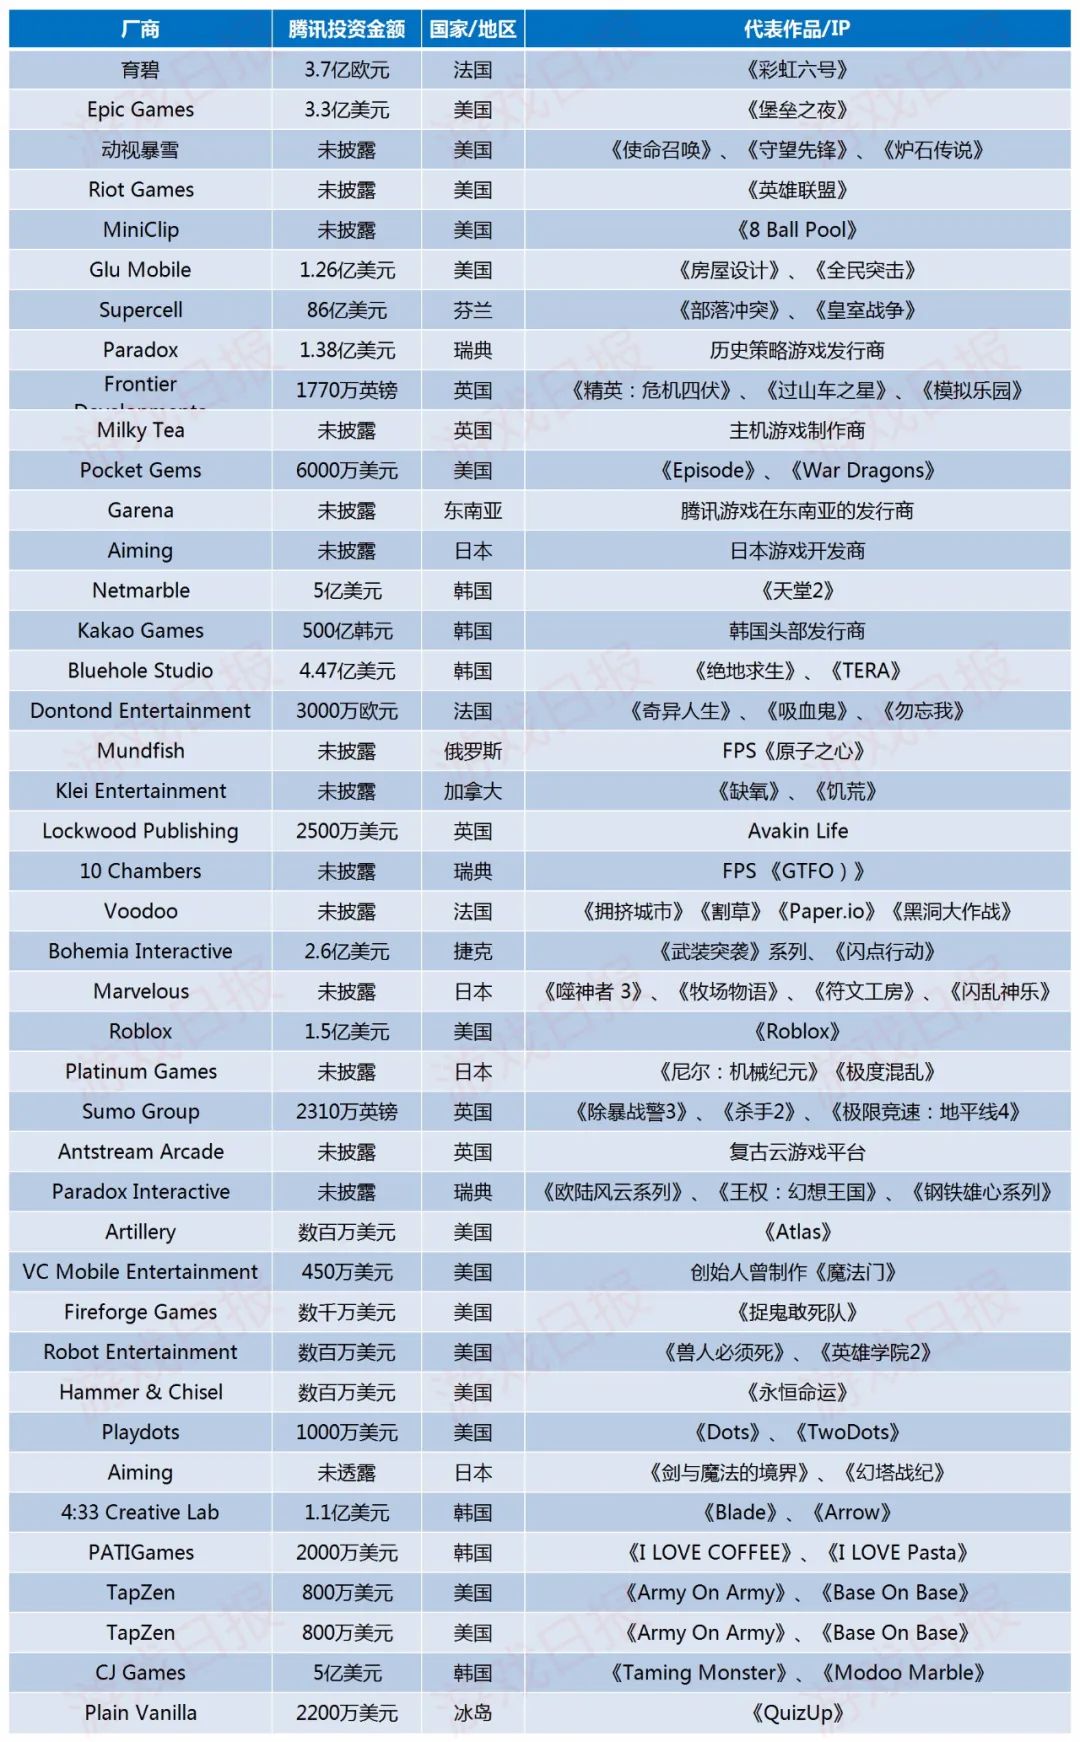 厂商 腾讯投资金额 国家/地区 代表作品/IP
育碧 3.7亿欧元 法国 《彩虹六号》
Epic Games 3.3亿美元 美国 《堡垒之夜》
动视暴雪 未披露 美国 《使命召唤》、《守望先锋》、《炉石传说》
Riot Games 未披露 美国 《英雄联盟》
MiniClip 未披露 美国 《8 Ball Pool》
Glu Mobile 1.26亿美元 美国 《房屋设计》、《全民突击》
Supercell 86亿美元 芬兰 《部落冲突》、《皇室战争》
Paradox 1.38亿美元 瑞典 历史策略游戏发行商
Frontier 1770万英镑 英国 《精英：危机四伏》、《过山车之星》、《模拟乐园》
Milky Tea 未披露 英国 主机游戏制作商
Pocket Gems 6000万美元 美国 《Episode》、《War Dragons》
Garena 未披露 东南亚 腾讯游戏在东南亚的发行商
Aiming 未披露 日本 日本游戏开发商
Netmarble 5亿美元 韩国 《天堂2》
Kakao Games 500亿韩元 韩国 韩国头部发行商
Bluehole Studio 4.47亿美元 韩国 《绝地求生》、《TERA》
Dontond Entertainment 3000万欧元 法国 《奇异人生》、《吸血鬼》、《勿忘我》
Mundfish 未披露 俄罗斯 FPS《原子之心》
Klei Entertainment 未披露 加拿大 《缺氧》、《饥荒》
Lockwood Publishing 2500万美元 英国 Avakin Life
10 Chambers 未披露 瑞典 FPS 《GTFO）》
Voodoo 未披露 法国 《拥挤城市》《割草》《Paper.io》《黑洞大作战》
Bohemia Interactive 2.6亿美元 捷克 《武装突袭》系列、《闪点行动》
Marvelous 未披露 日本 《噬神者 3》、《牧场物语》、《符文工房》、《闪乱神乐》
Roblox 1.5亿美元 美国 《Roblox》
Platinum Games 未披露 日本 《尼尔：机械纪元》《极度混乱》
Sumo Group 2310万英镑 英国 《除暴战警3》、《杀手2》、《极限竞速：地平线4》
Antstream Arcade 未披露 英国 复古云游戏平台
Paradox Interactive 未披露 瑞典 《欧陆风云系列》、《王权：幻想王国》、《钢铁雄心系列》
Artillery 数百万美元 美国 《Atlas》
VC Mobile Entertainment 450万美元 美国 创始人曾制作《魔法门》
Fireforge Games 数千万美元 美国 《捉鬼敢死队》
Robot Entertainment 数百万美元 美国 《兽人必须死》、《英雄学院2》
Hammer & Chisel 数百万美元 美国 《永恒命运》
Playdots 1000万美元 美国 《Dots》、《TwoDots》
Aiming 未透露 日本 《剑与魔法的境界》、《幻塔战纪》
4:33 Creative Lab 1.1亿美元 韩国 《Blade》、《Arrow》
PATIGames 2000万美元 韩国 《I LOVE COFFEE》、《I LOVE Pasta》
TapZen 800万美元 美国 《Army On Army》、《Base On Base》
TapZen 800万美元 美国 《Army On Army》、《Base On Base》
CJ Games 5亿美元 韩国 《Taming Monster》、《Modoo Marble》
Plain Vanilla 2200万美元 冰岛 《QuizUp》